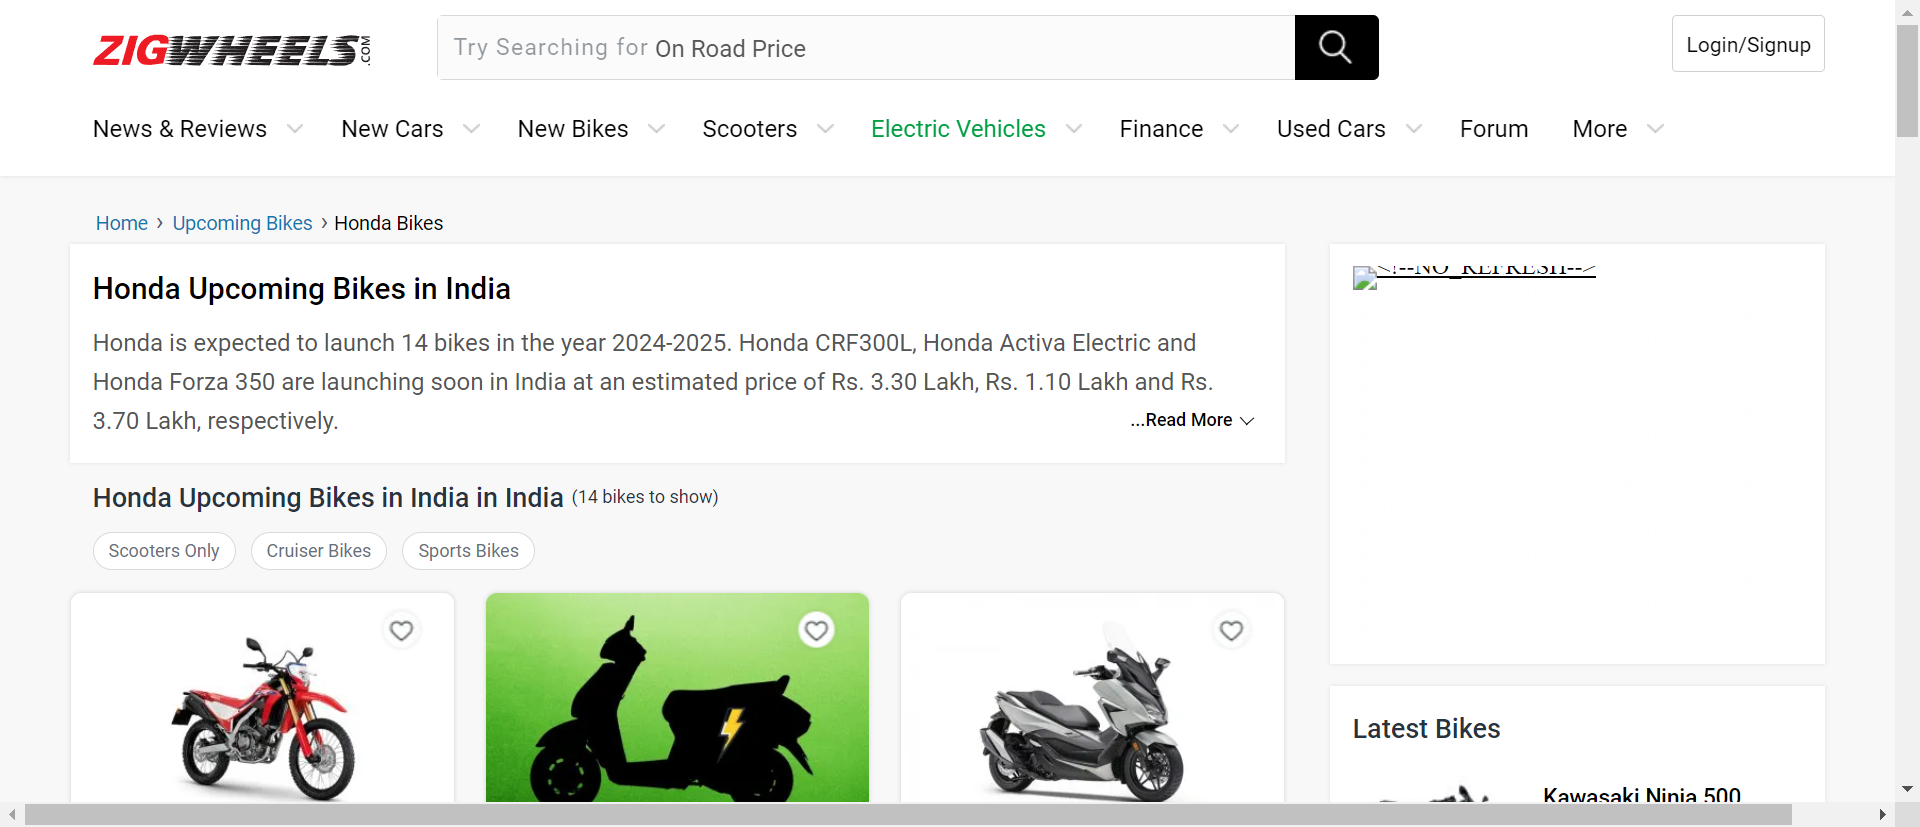 ZIGWHEELS.COM
Try Searching for On Road Price
Login/Signup
News & Reviews New Cars New Bikes Scooters Electric Vehicles Finance Used Cars Forum More
Home › Upcoming Bikes › Honda Bikes
Honda Upcoming Bikes in India
Honda is expected to launch 14 bikes in the year 2024-2025. Honda CRF300L, Honda Activa Electric and
Honda Forza 350 are launching soon in India at an estimated price of Rs. 3.30 Lakh, Rs. 1.10 Lakh and Rs.
3.70 Lakh, respectively.
...Read More
<!--NO_REFRESH-->
Honda Upcoming Bikes in India in India (14 bikes to show)
Scooters Only Cruiser Bikes Sports Bikes
Latest Bikes
Kawasaki Ninja 500